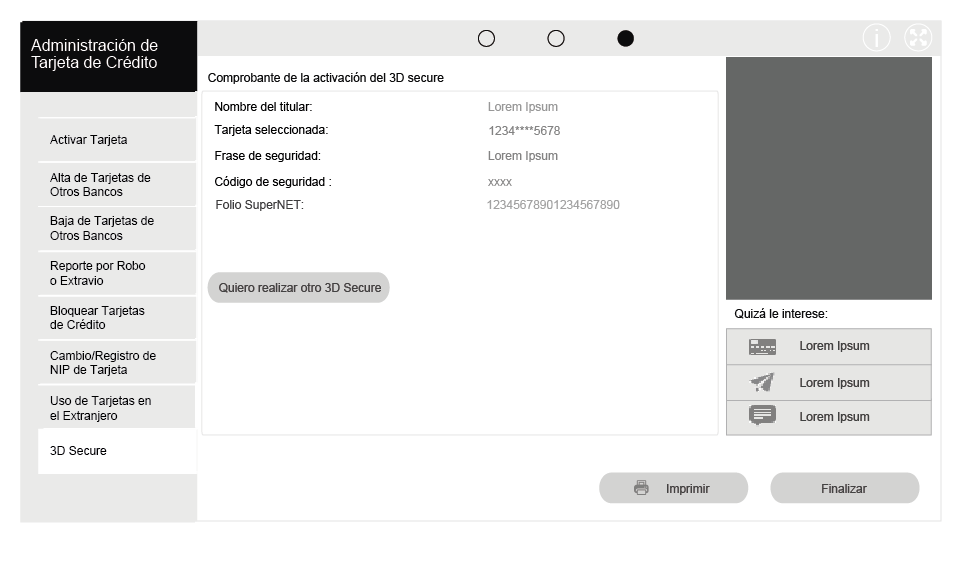 Administración de
Tarjeta de Crédito
Activar Tarjeta
Alta de Tarjetas de
Otros Bancos
Baja de Tarjetas de
Otros Bancos
Reporte por Robo
o Extravio
Bloquear Tarjetas
de Crédito
Cambio/Registro de
NIP de Tarjeta
Uso de Tarjetas en
el Extranjero
3D Secure
Comprobante de la activación del 3D secure
Nombre del titular: Lorem Ipsum
Tarjeta seleccionada: 1234****5678
Frase de seguridad: Lorem Ipsum
Código de seguridad : xxxx
Folio SuperNET: 12345678901234567890
Quiero realizar otro 3D Secure
Quizá le interese:
Lorem Ipsum
Lorem Ipsum
Lorem Ipsum
Imprimir
Finalizar